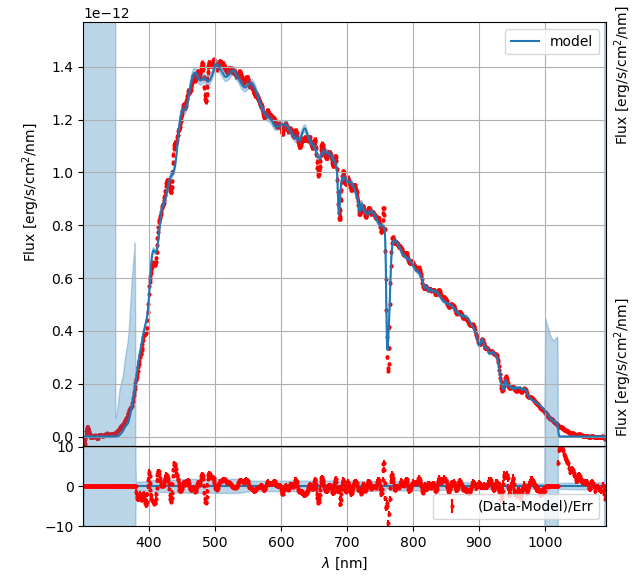 1e−12
model
Flux [erg/s/cm²/nm]
Flux [erg/s/cm²/nm]
1.4
1.2
1.0
0.8
0.6
0.4
0.2
0.0
Flux [erg/s/cm²/nm]
10
0
−10
(Data-Model)/Err
400 500 600 700 800 900 1000
λ [nm]